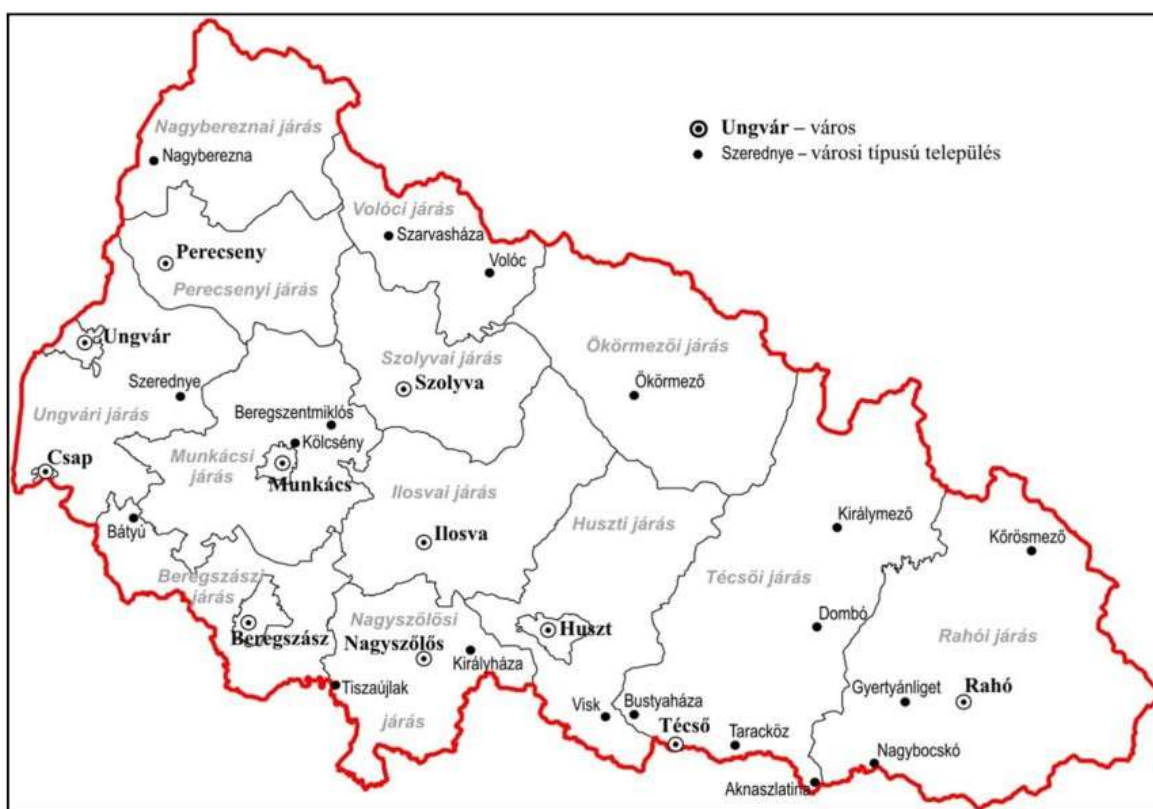 Nagybereznai járás
Nagyberezna
Ungvár – város
Szerednye – városi típusú település
Volóci járás
Szarvasháza
Volóc
Perecseny
Perecsenyi járás
Ungvár
Szolyvai járás
Szolyva
Ökörmezői járás
Ökörmező
Szerednye
Ungvári járás
Beregszentmiklós
Kölcsény
Munkácsi
járás
Munkács
Csap
Bátyú
Ilosvai járás
Ilosva
Huszti járás
Királymező
Kőrösmező
Técsői járás
Beregszászi
járás
Beregszász
Nagyszőlősi
Nagyszőlős
Királyháza
Huszt
Dombó
Rahói járás
Tiszaújlak
járás
Visk
Bustyaháza
Técső
Taracköz
Gyertyánliget
Rahó
Nagybocskó
Aknaszlatina